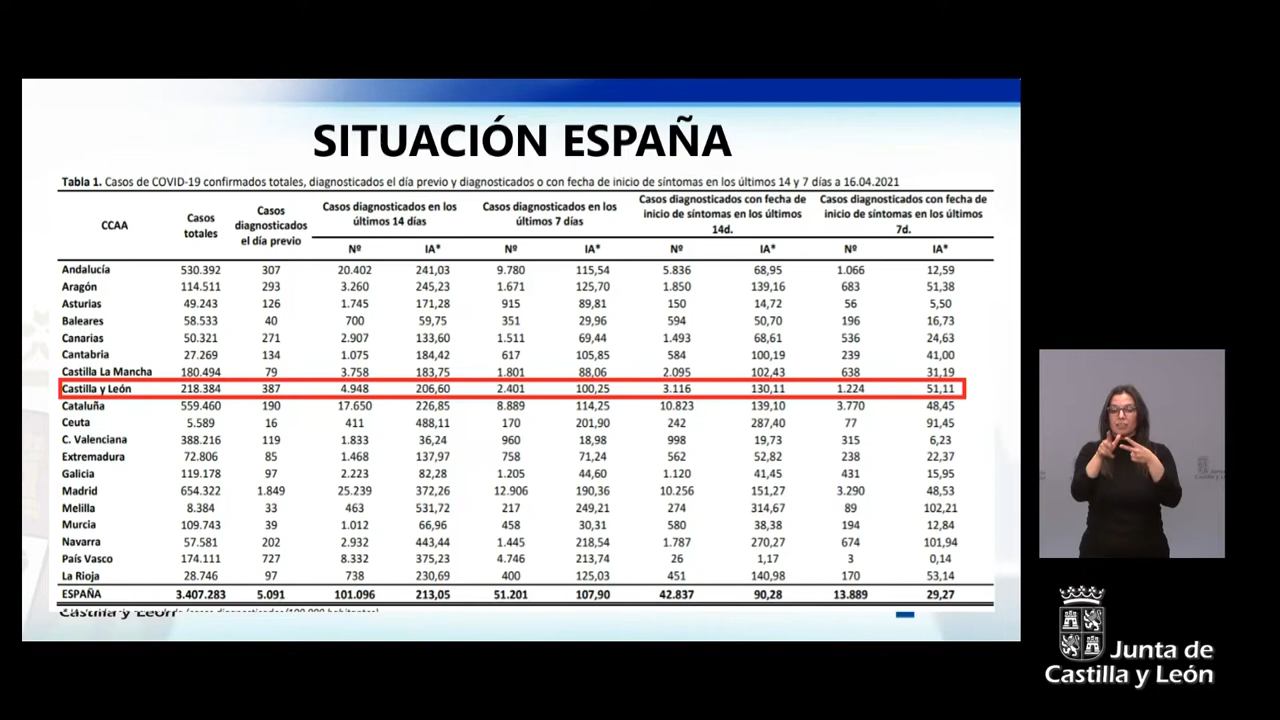 SITUACIÓN ESPAÑA
Tabla 1. Casos de COVID-19 confirmados totales, diagnosticados el día previo y diagnosticados o con fecha de inicio de síntomas en los últimos 14 y 7 días a 16.04.2021
CCAA Casos totales Casos diagnosticados el día previo Casos diagnosticados en los últimos 14 días Casos diagnosticados en los últimos 7 días Casos diagnosticados con fecha de inicio de síntomas en los últimos 14d. Casos diagnosticados con fecha de inicio de síntomas en los últimos 7d.
Nº IA* Nº IA* Nº IA* Nº IA*
Andalucía 530.392 307 20.402 241,03 9.780 115,54 5.836 68,95 1.066 12,59
Aragón 114.511 293 3.260 245,23 1.671 125,70 1.850 139,16 683 51,38
Asturias 49.243 126 1.745 171,28 915 89,81 150 14,72 56 5,50
Baleares 58.533 40 700 59,75 351 29,96 594 50,70 196 16,73
Canarias 50.321 271 2.907 133,60 1.511 69,44 1.493 68,61 536 24,63
Cantabria 27.269 134 1.075 184,42 617 105,85 584 100,19 239 41,00
Castilla La Mancha 180.494 79 3.758 183,75 1.801 88,06 2.095 102,43 638 31,19
Castilla y León 218.384 387 4.948 206,60 2.401 100,25 3.116 130,11 1.224 51,11
Cataluña 559.460 190 17.650 226,85 8.889 114,25 10.823 139,10 3.770 48,45
Ceuta 5.589 16 411 488,11 170 201,90 242 287,40 77 91,45
C. Valenciana 388.216 119 1.833 36,24 960 18,98 998 19,73 315 6,23
Extremadura 72.806 85 1.468 137,97 758 71,24 562 52,82 238 22,37
Galicia 119.178 97 2.223 82,28 1.205 44,60 1.120 41,45 431 15,95
Madrid 654.322 1.849 25.239 372,26 12.906 190,36 10.256 151,27 3.290 48,53
Melilla 8.384 33 463 531,72 217 249,21 274 314,67 89 102,21
Murcia 109.743 39 1.012 66,96 458 30,31 580 38,38 194 12,84
Navarra 57.581 202 2.932 443,44 1.445 218,54 1.787 270,27 674 101,94
País Vasco 174.111 727 8.332 375,23 4.746 213,74 26 1,17 3 0,14
La Rioja 28.746 97 738 230,69 400 125,03 451 140,98 170 53,14
ESPAÑA 3.407.283 5.091 101.096 213,05 51.201 107,90 42.837 90,28 13.889 29,27
Castilla y León
Junta de
Castilla y León